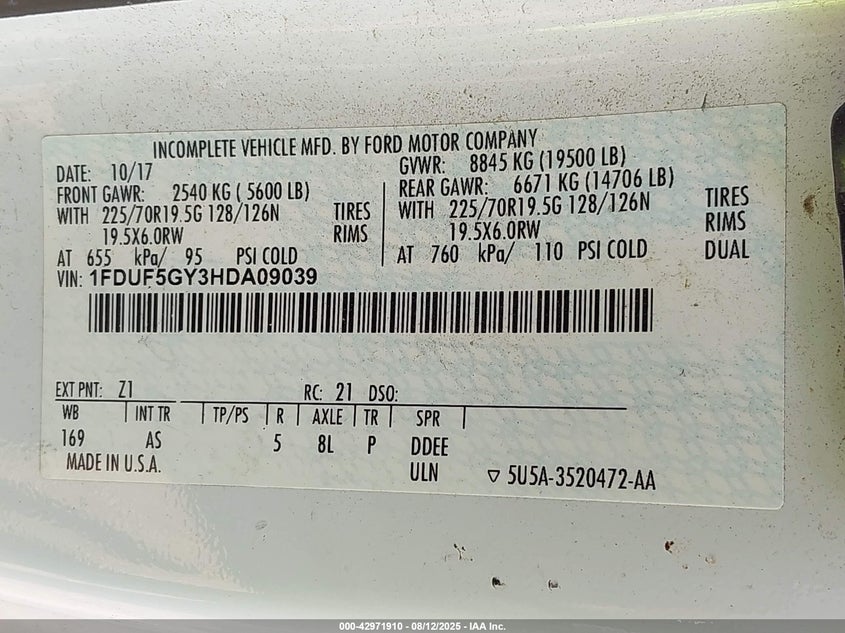 INCOMPLETE VEHICLE MFD. BY FORD MOTOR COMPANY
DATE: 10/17
GVWR: 8845 KG (19500 LB)
FRONT GAWR: 2540 KG ( 5600 LB)
REAR GAWR: 6671 KG (14706 LB)
WITH 225/70R19.5G 128/126N TIRES
WITH 225/70R19.5G 128/126N TIRES
19.5X6.0RW RIMS
19.5X6.0RW RIMS
AT 655 kPa/ 95 PSI COLD
AT 760 kPa/ 110 PSI COLD DUAL
VIN: 1FDUF5GY3HDA09039
EXT PNT: Z1 RC: 21 DSO:
WB INT TR TP/PS R AXLE TR SPR
169 AS 5 8L P DDEE
MADE IN U.S.A. ULN ▽ 5U5A-3520472-AA
000-42971910 - 08/12/2025 - IAA Inc.